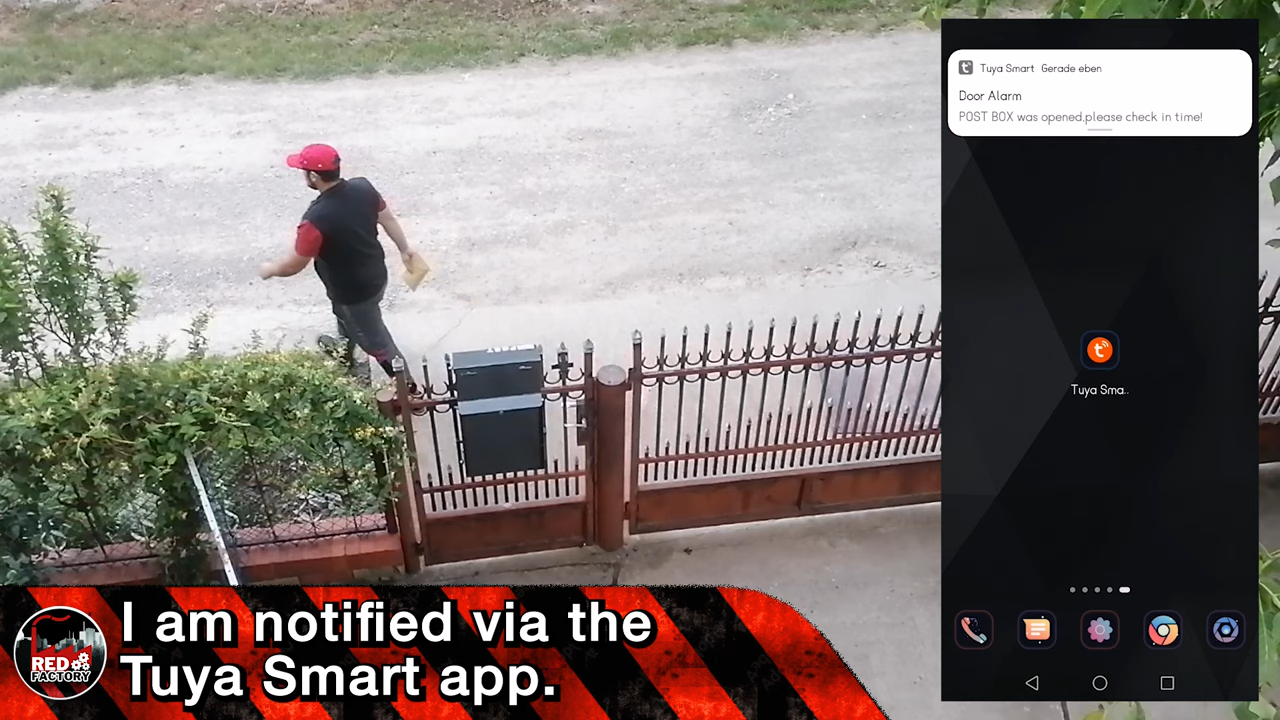 Tuya Smart Gerade eben
Door Alarm
POST BOX was opened,please check in time!
Tuya Sma..
RED
FACTORY
I am notified via the
Tuya Smart app.